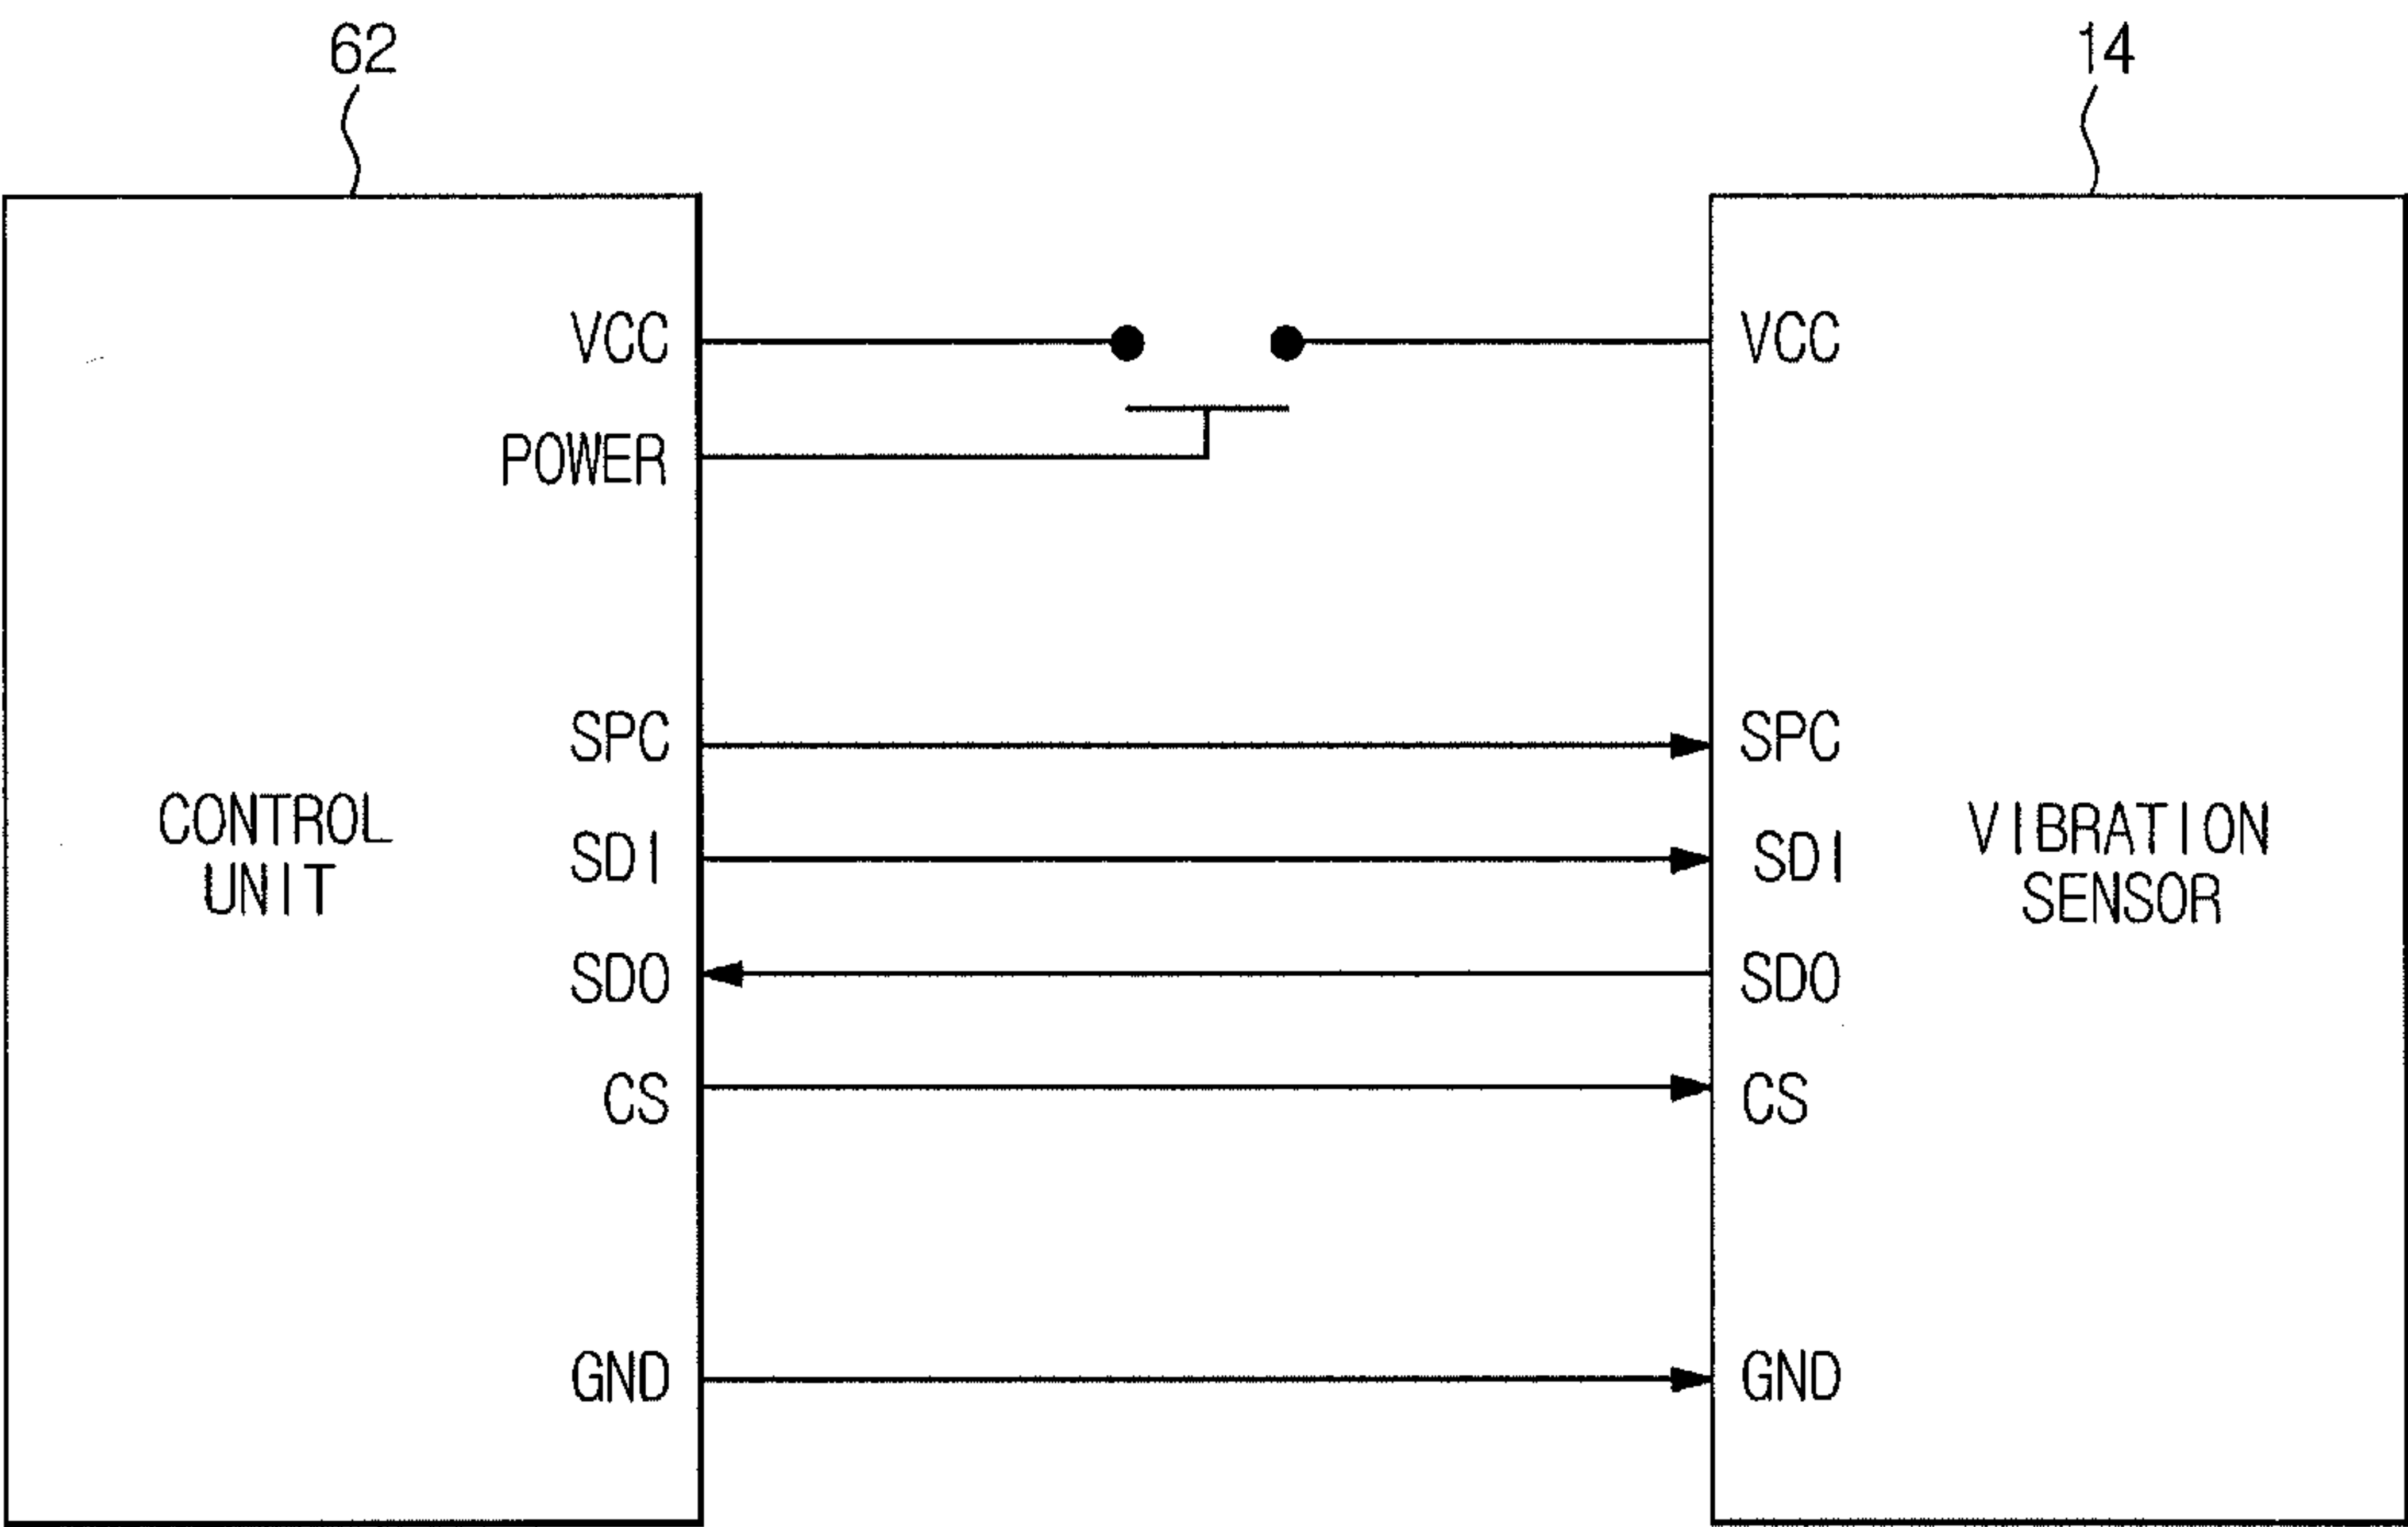 62
14
VCC
VCC
POWER
SPC
SPC
CONTROL
UNIT
SDI
SDI
VIBRATION
SENSOR
SDO
SDO
CS
CS
GND
GND